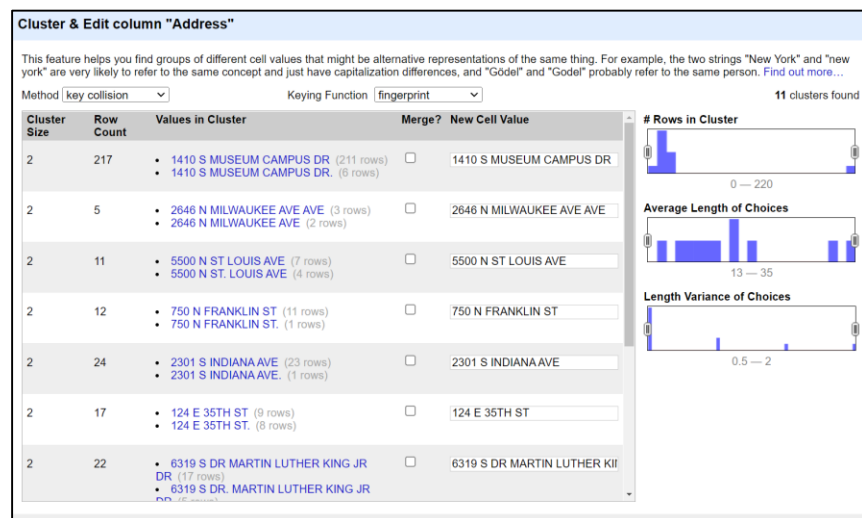 Cluster & Edit column "Address"
This feature helps you find groups of different cell values that might be alternative representations of the same thing. For example, the two strings "New York" and "new
york" are very likely to refer to the same concept and just have capitalization differences, and "Gödel" and "Godel" probably refer to the same person. Find out more…
Method key collision Keying Function fingerprint 11 clusters found
Cluster Size Row Count Values in Cluster Merge? New Cell Value
2 217 • 1410 S MUSEUM CAMPUS DR (211 rows) 1410 S MUSEUM CAMPUS DR
• 1410 S MUSEUM CAMPUS DR. (6 rows)
2 5 • 2646 N MILWAUKEE AVE AVE (3 rows) 2646 N MILWAUKEE AVE AVE
• 2646 N MILWAUKEE AVE (2 rows)
2 11 • 5500 N ST LOUIS AVE (7 rows) 5500 N ST LOUIS AVE
• 5500 N ST. LOUIS AVE (4 rows)
2 12 • 750 N FRANKLIN ST (11 rows) 750 N FRANKLIN ST
• 750 N FRANKLIN ST. (1 rows)
2 24 • 2301 S INDIANA AVE (23 rows) 2301 S INDIANA AVE
• 2301 S INDIANA AVE. (1 rows)
2 17 • 124 E 35TH ST (9 rows) 124 E 35TH ST
• 124 E 35TH ST. (8 rows)
2 22 • 6319 S DR MARTIN LUTHER KING JR 6319 S DR MARTIN LUTHER KI
DR (17 rows)
• 6319 S DR. MARTIN LUTHER KING JR
DR (5 rows)
# Rows in Cluster
0 — 220
Average Length of Choices
13 — 35
Length Variance of Choices
0.5 — 2